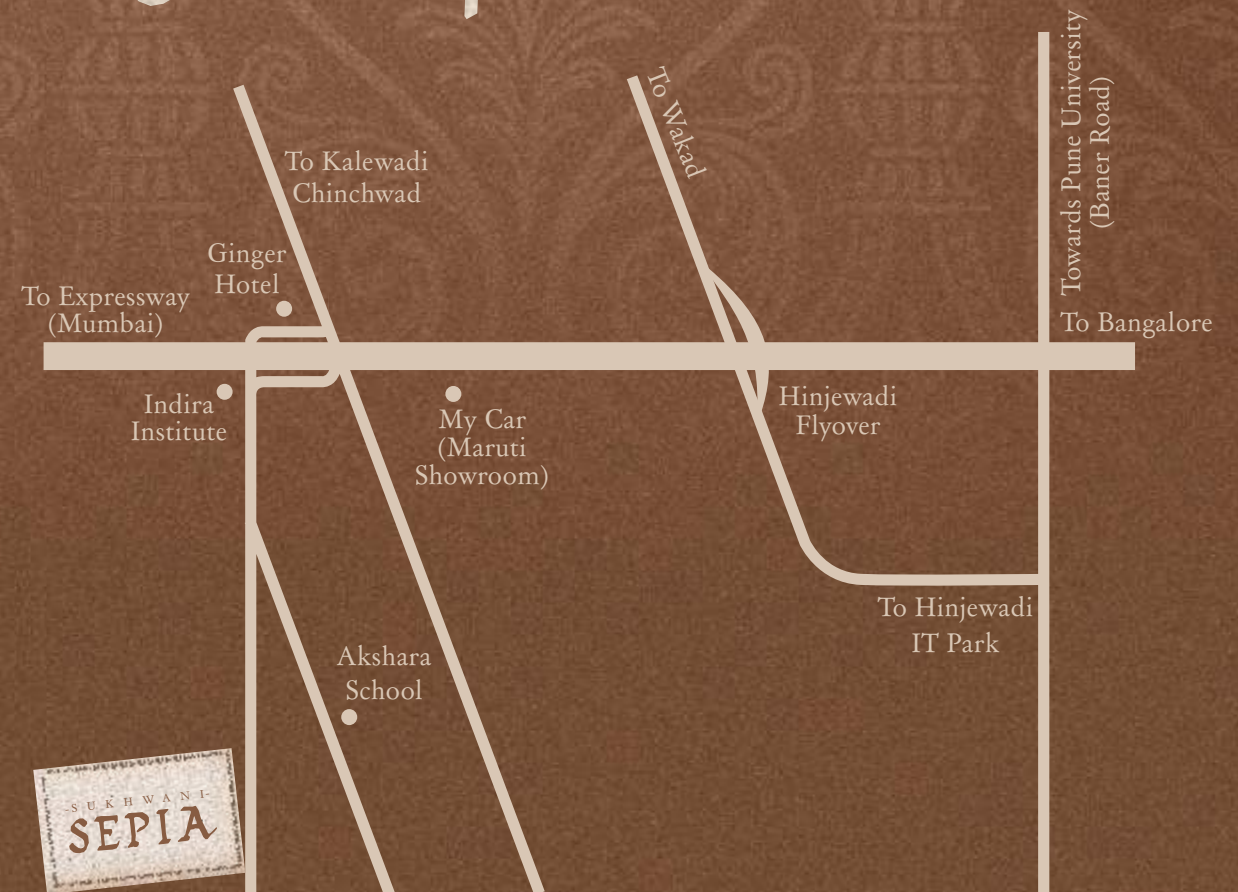 To Wakad
Towards Pune University
(Baner Road)
To Kalewadi
Chinchwad
Ginger
Hotel
To Expressway
(Mumbai)
To Bangalore
Indira
Institute
My Car
(Maruti
Showroom)
Hinjewadi
Flyover
To Hinjewadi
IT Park
Akshara
School
-SUKHWANI-
SEPIA